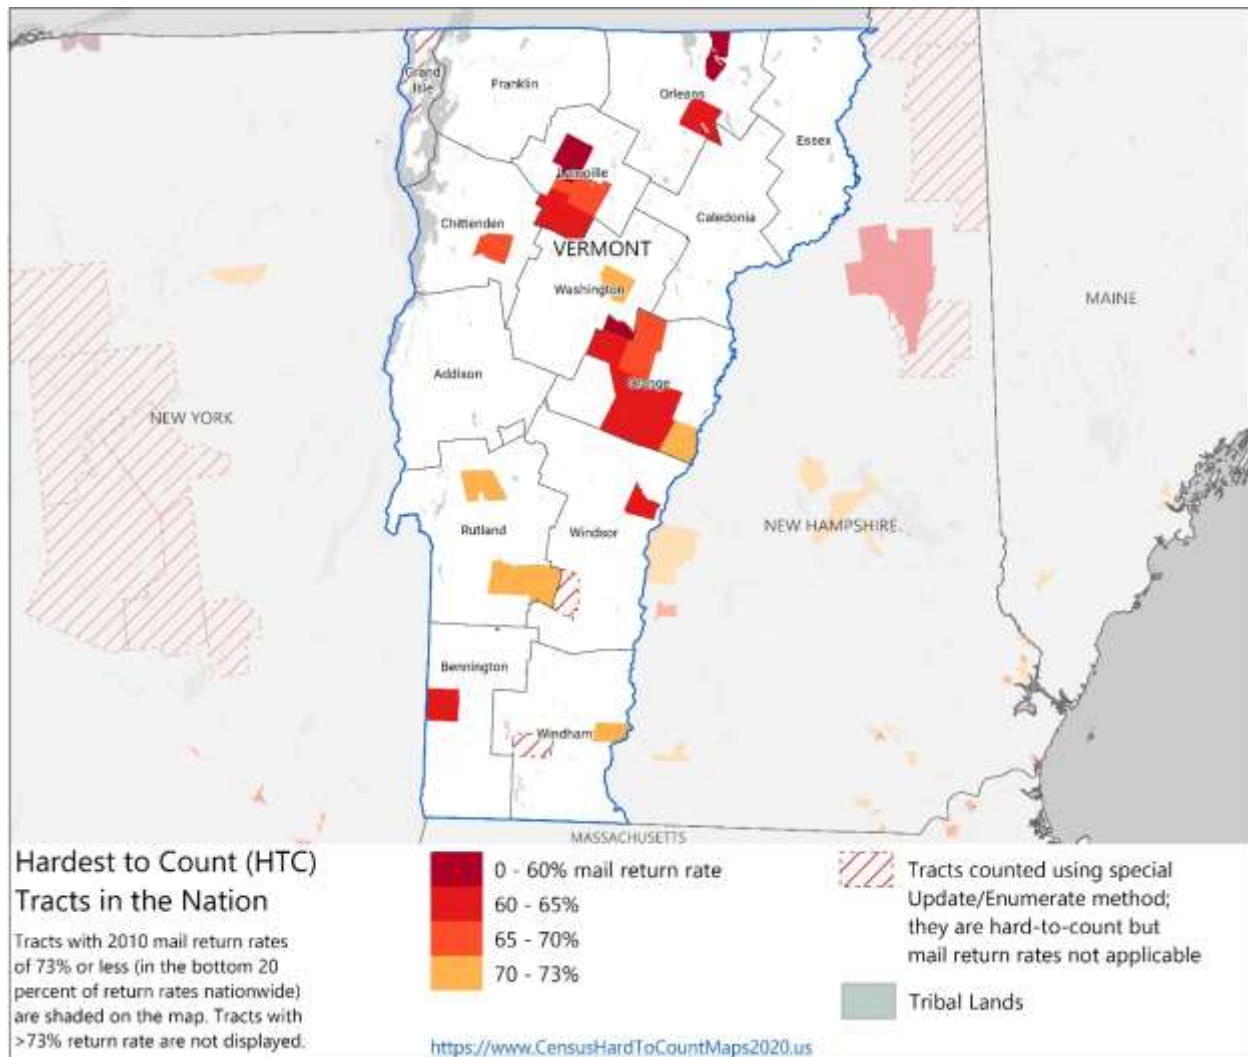 Grand
Isle
Franklin
Orleans
Essex
Lamoille
Chittenden
Caledonia
VERMONT
Washington
MAINE
Addison
Orange
NEW YORK
Rutland
Windsor
NEW HAMPSHIRE
Bennington
Windham
MASSACHUSETTS
Hardest to Count (HTC)
Tracts in the Nation
Tracts with 2010 mail return rates
of 73% or less (in the bottom 20
percent of return rates nationwide)
are shaded on the map. Tracts with
>73% return rate are not displayed.
0 - 60% mail return rate
60 - 65%
65 - 70%
70 - 73%
https://www.CensusHardToCountMaps2020.us
Tracts counted using special
Update/Enumerate method;
they are hard-to-count but
mail return rates not applicable
Tribal Lands